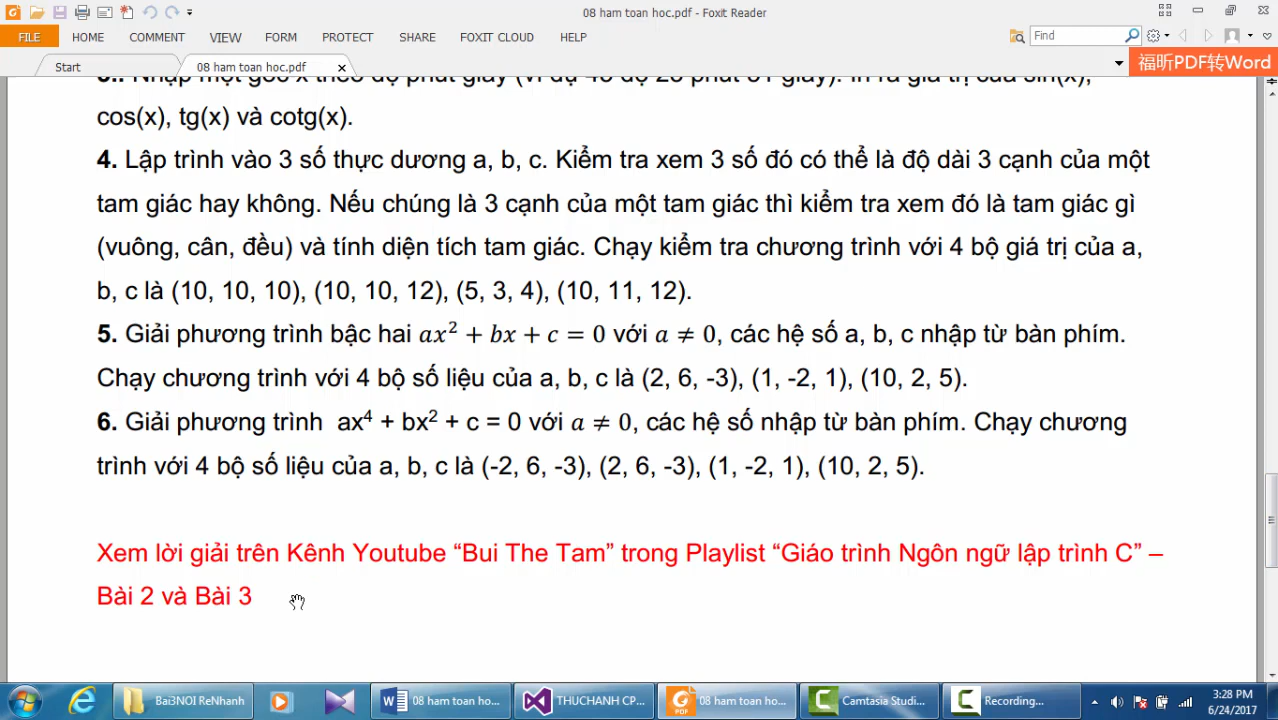 08 ham toan hoc.pdf - Foxit Reader
FILE HOME COMMENT VIEW FORM PROTECT SHARE FOXIT CLOUD HELP Find
Start 08 ham toan hoc.pdf 福昕PDF转Word
cos(x), tg(x) và cotg(x).
4. Lập trình vào 3 số thực dương a, b, c. Kiểm tra xem 3 số đó có thể là độ dài 3 cạnh của một
tam giác hay không. Nếu chúng là 3 cạnh của một tam giác thì kiểm tra xem đó là tam giác gì
(vuông, cân, đều) và tính diện tích tam giác. Chạy kiểm tra chương trình với 4 bộ giá trị của a,
b, c là (10, 10, 10), (10, 10, 12), (5, 3, 4), (10, 11, 12).
5. Giải phương trình bậc hai ax² + bx + c = 0 với a ≠ 0, các hệ số a, b, c nhập từ bàn phím.
Chạy chương trình với 4 bộ số liệu của a, b, c là (2, 6, -3), (1, -2, 1), (10, 2, 5).
6. Giải phương trình ax⁴ + bx² + c = 0 với a ≠ 0, các hệ số nhập từ bàn phím. Chạy chương
trình với 4 bộ số liệu của a, b, c là (-2, 6, -3), (2, 6, -3), (1, -2, 1), (10, 2, 5).
Xem lời giải trên Kênh Youtube “Bui The Tam” trong Playlist “Giáo trình Ngôn ngữ lập trình C” –
Bài 2 và Bài 3
Bai3NOI ReNhanh 08 ham toan ho... THUCHANH CP... 08 ham toan ho... Camtasia Studi... Recording... 3:28 PM
6/24/2017